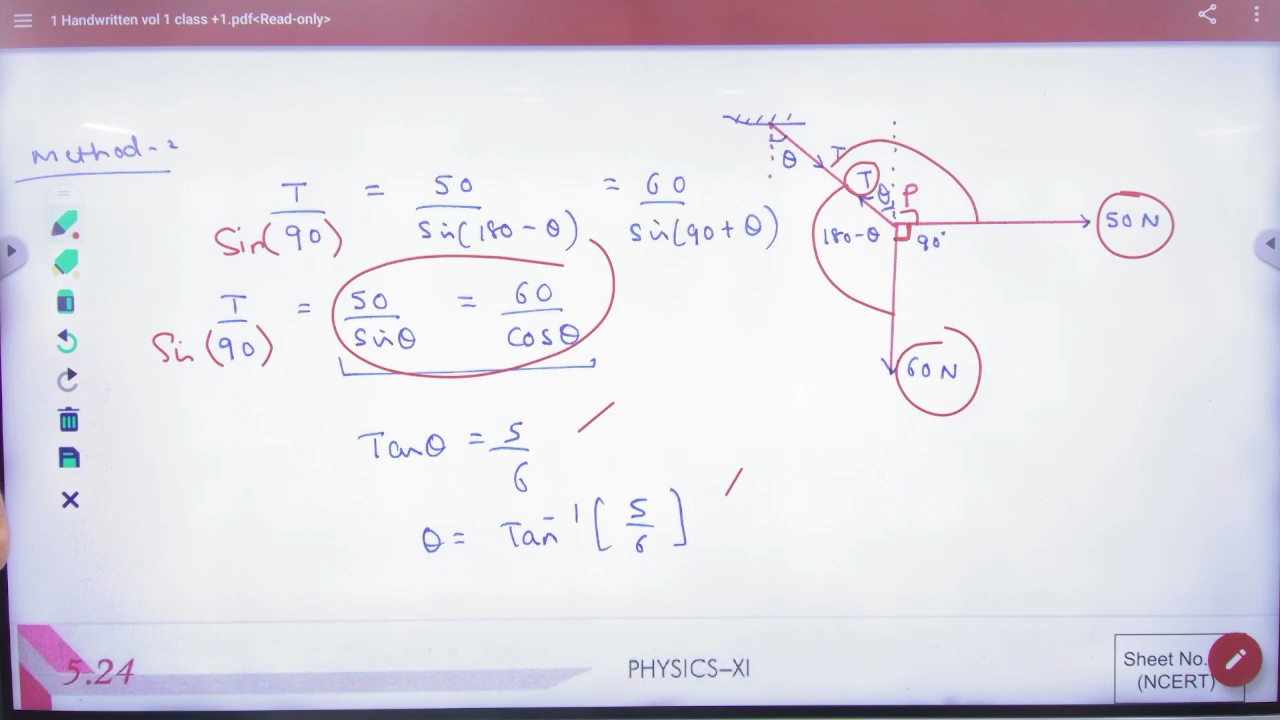 1 Handwritten vol 1 class +1.pdf<Read-only>
Method-2
T/Sin(90) = 50/sin(180-θ) = 60/sin(90+θ)
T/Sin(90) = 50/sinθ = 60/cosθ
Tanθ = 5/6
θ = Tan⁻¹[5/6]
θ
T
T
θ
P
50 N
180-θ
90°
60 N
5.24
PHYSICS–XI
Sheet No.
(NCERT)